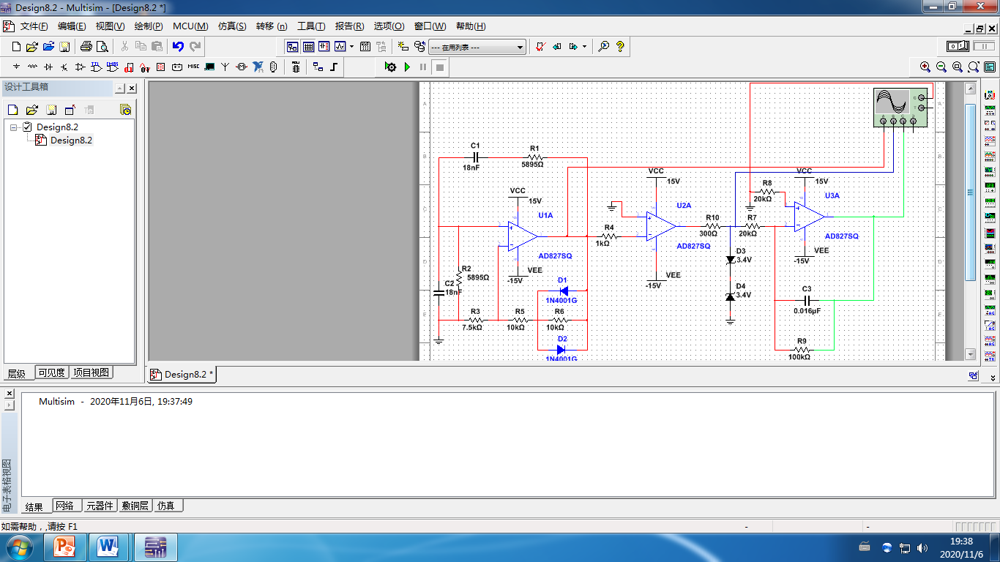 Design8.2 - Multisim - [Design8.2 *]
文件(F) 编辑(E) 视图(V) 绘制(P) MCU(M) 仿真(S) 转移 (n) 工具(T) 报告(R) 选项(O) 窗口(W) 帮助(H)
--- 在用列表 ---
MISC
设计工具箱
Design8.2
Design8.2
层级 可见度 项目视图
C1
18nF
R1
5895Ω
VCC
15V
U1A
AD827SQ
VEE
-15V
R2
5895Ω
C2
18nF
R3
7.5kΩ
R5
10kΩ
R6
10kΩ
D1
1N4001G
D2
1N4001G
R4
1kΩ
VCC
15V
U2A
AD827SQ
VEE
-15V
R10
300Ω
R7
20kΩ
R8
20kΩ
D3
3.4V
D4
3.4V
VCC
15V
U3A
AD827SQ
VEE
-15V
C3
0.016µF
R9
100kΩ
Design8.2 *
Multisim - 2020年11月6日, 19:37:49
电子表格视图
结果 网络 元器件 敷铜层 仿真
如需帮助，,请按 F1
19:38
2020/11/6